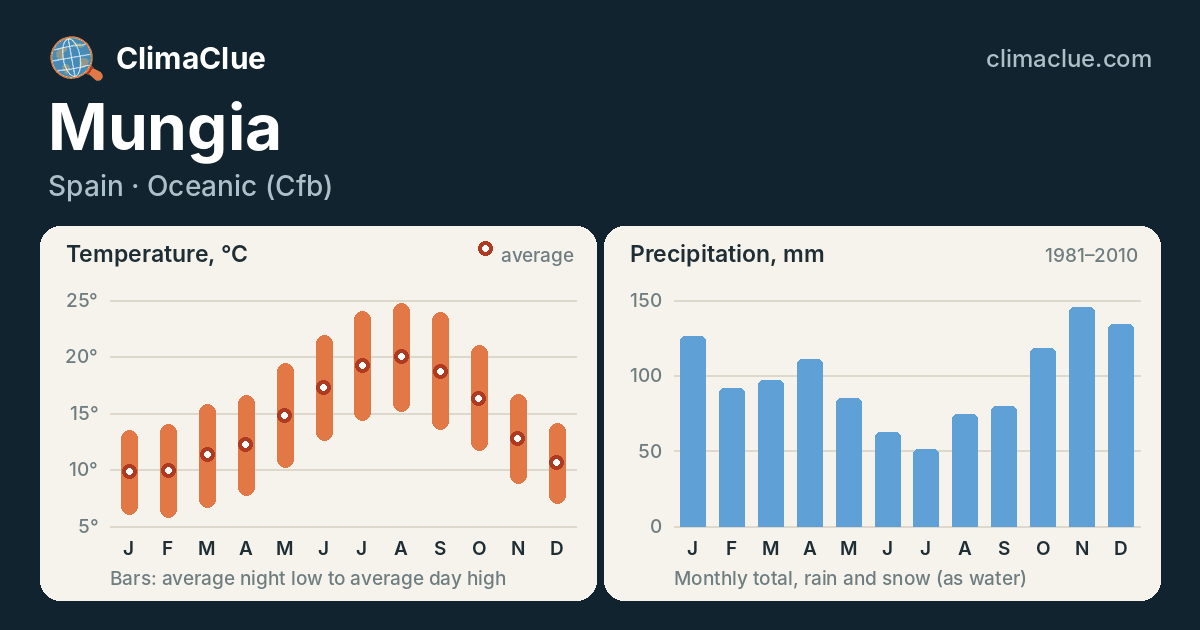 ClimaClue
climaclue.com
Mungia
Spain · Oceanic (Cfb)
Temperature, °C
average
25°
20°
15°
10°
5°
J F M A M J J A S O N D
Bars: average night low to average day high
Precipitation, mm
1981–2010
150
100
50
0
J F M A M J J A S O N D
Monthly total, rain and snow (as water)